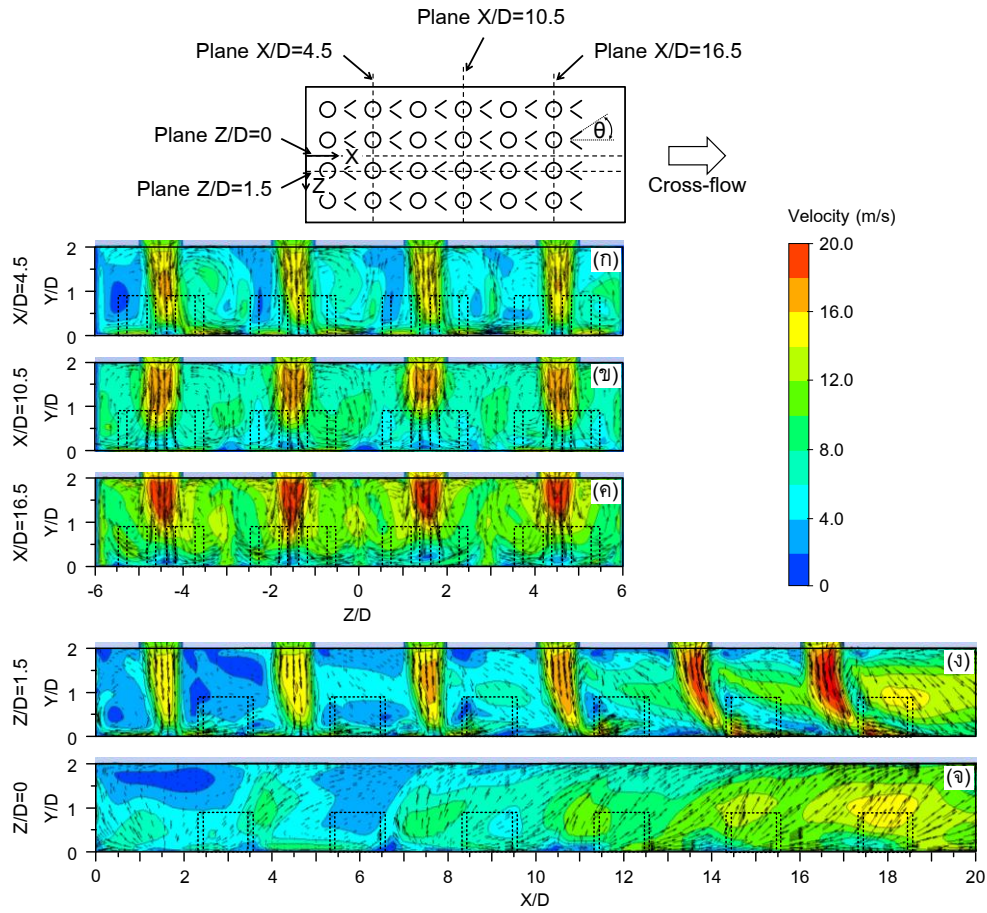 Plane X/D=10.5
Plane X/D=4.5
Plane X/D=16.5
Plane Z/D=0
Plane Z/D=1.5
X
Z
θ
Cross-flow
Velocity (m/s)
20.0
16.0
12.0
8.0
4.0
0
X/D=4.5
Y/D
2
1
0
(ก)
X/D=10.5
Y/D
2
1
0
(ข)
X/D=16.5
Y/D
2
1
0
(ค)
-6 -4 -2 0 2 4 6
Z/D
Z/D=1.5
Y/D
2
1
0
(ง)
Z/D=0
Y/D
2
1
0
(จ)
0 2 4 6 8 10 12 14 16 18 20
X/D